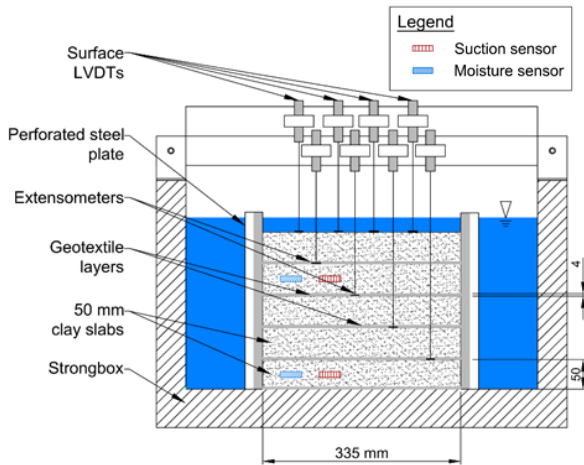 Legend
Suction sensor
Moisture sensor
Surface
LVDTs
Perforated steel
plate
Extensometers
Geotextile
layers
50 mm
clay slabs
Strongbox
4
50
335 mm